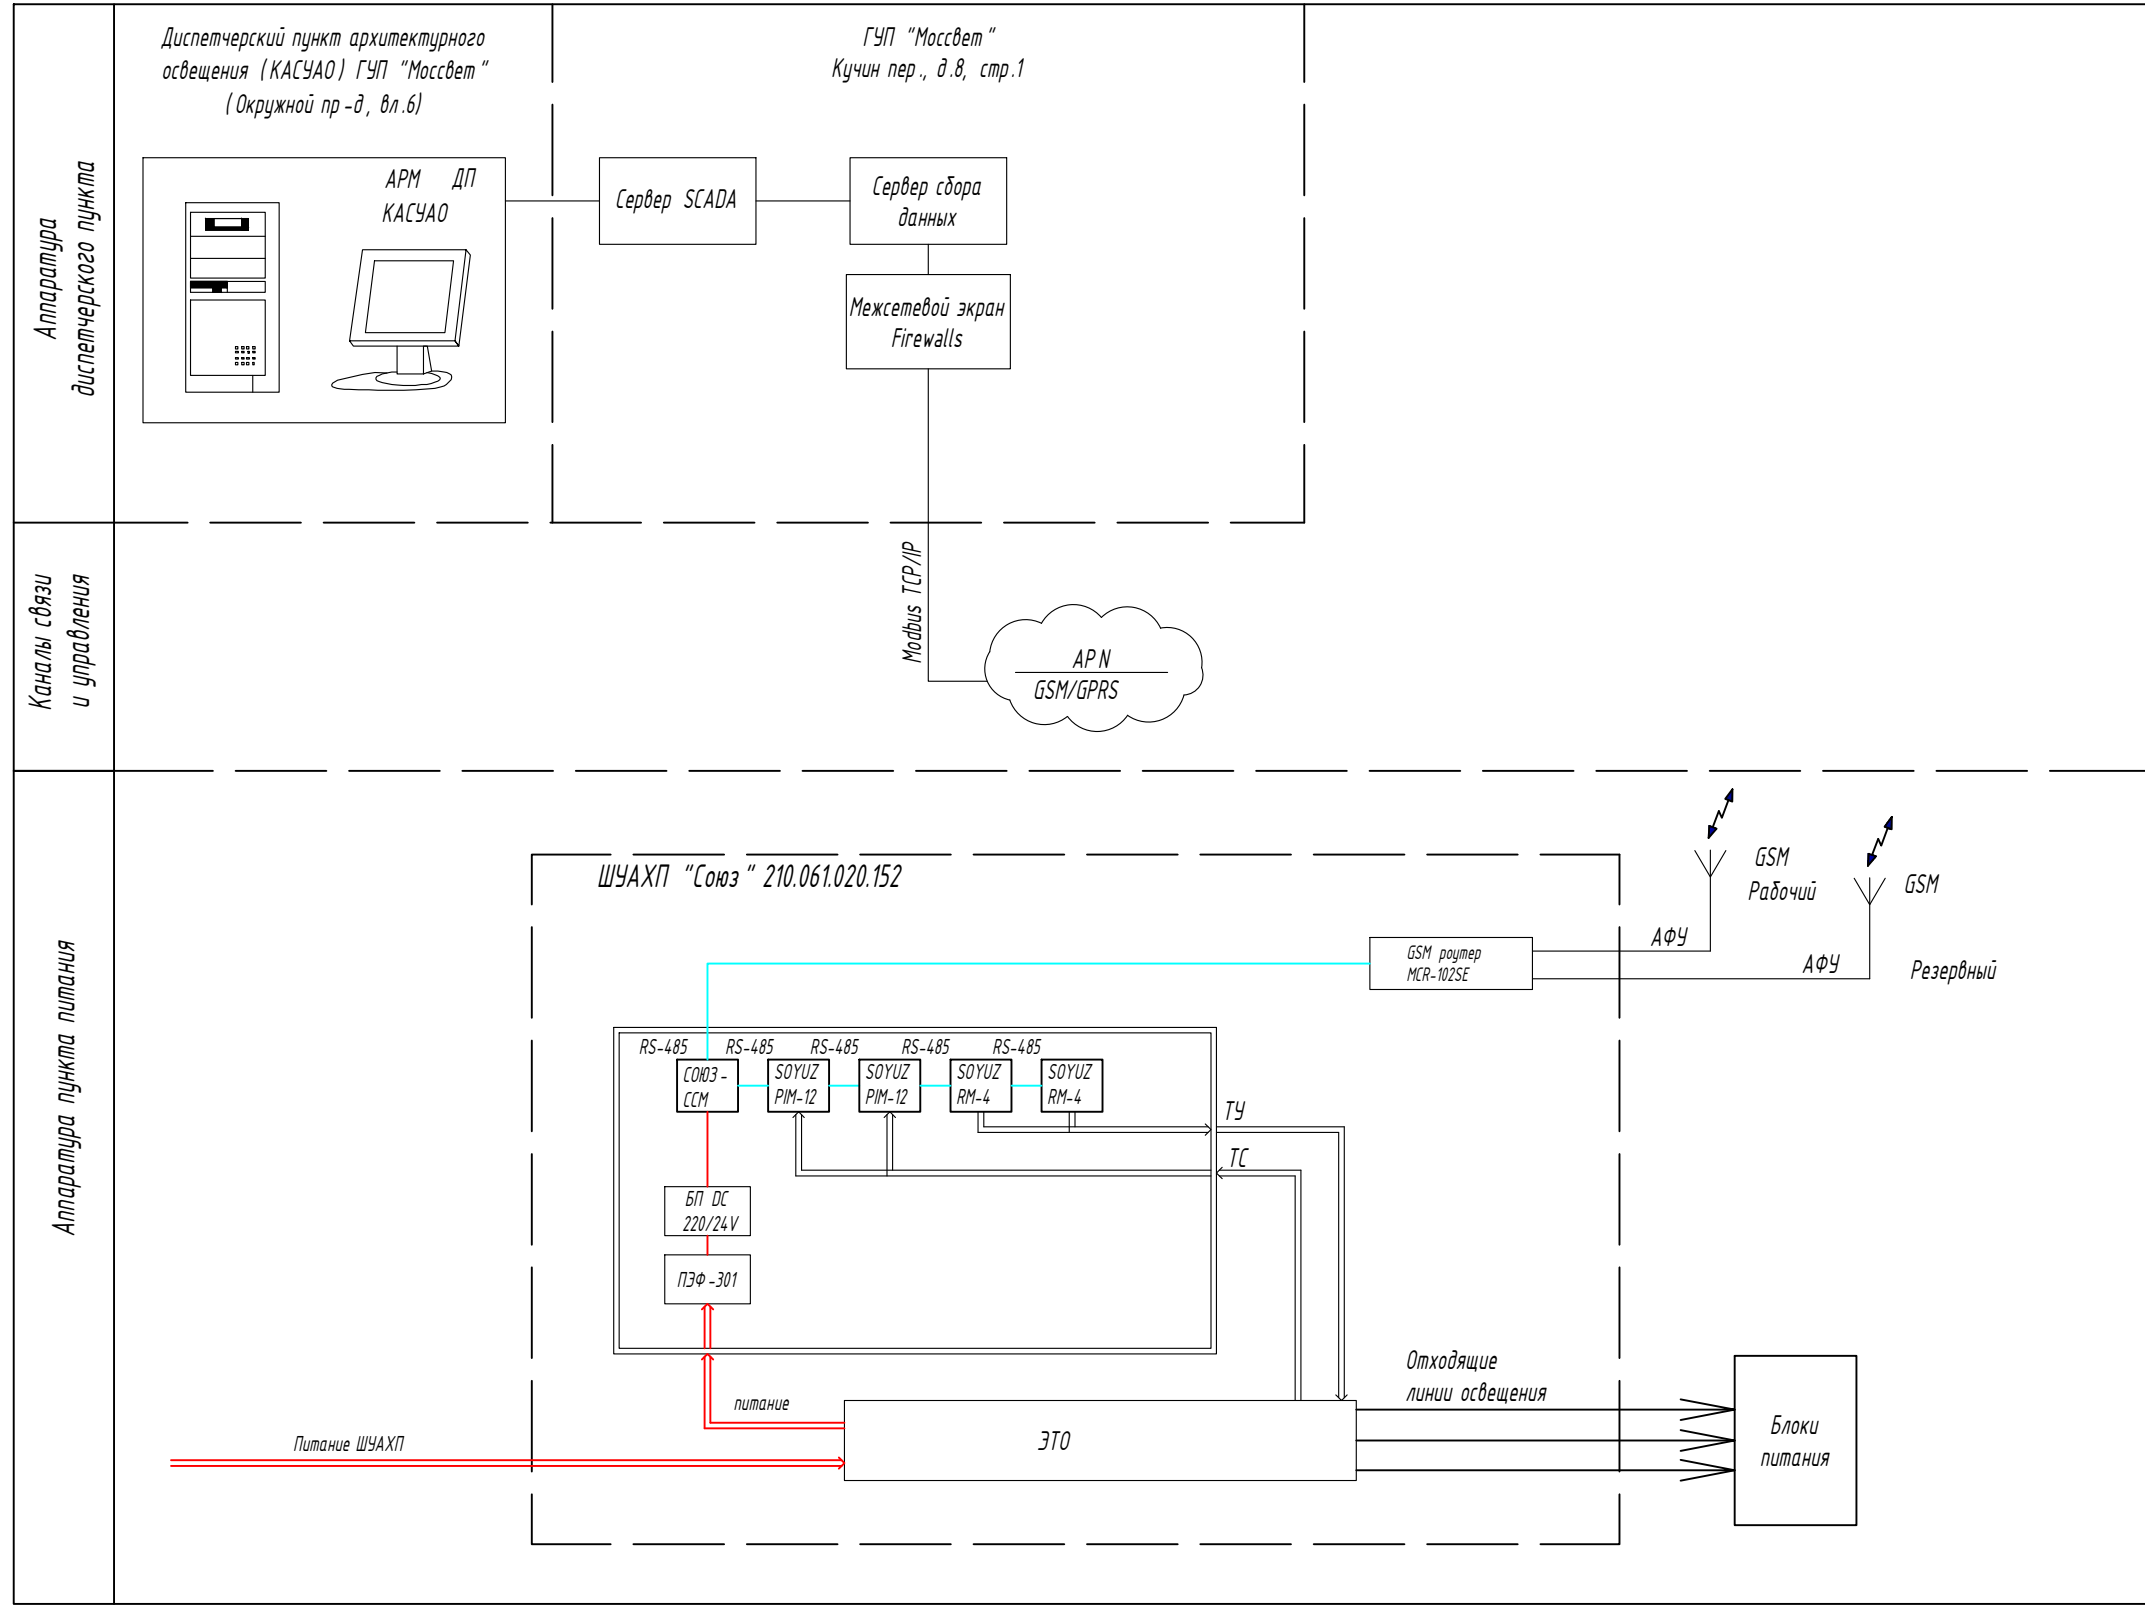 Диспетчерский пункт архитектурного
освещения (КАСУАО) ГУП "Моссвет"
(Окружной пр-д, вл.6)
ГУП "Моссвет"
Кучин пер., д.8, стр.1
Аппаратура
диспетчерского пункта
АРМ ДП
КАСУАО
Сервер SCADA
Сервер сбора
данных
Межсетевой экран
Firewalls
Каналы связи
и управления
Modbus TCP/IP
APN
GSM/GPRS
Аппаратура пункта питания
ШУАХП "Союз" 210.061.020.152
GSM
Рабочий
GSM
Резервный
АФУ
АФУ
GSM роутер
MCR-102SE
RS-485 RS-485 RS-485 RS-485 RS-485
СОЮЗ-
ССМ
SOYUZ
PIM-12
SOYUZ
PIM-12
SOYUZ
RM-4
SOYUZ
RM-4
ТУ
ТС
БП DC
220/24V
ПЭФ-301
питание
Питание ШУАХП
ЭТО
Отходящие
линии освещения
Блоки
питания